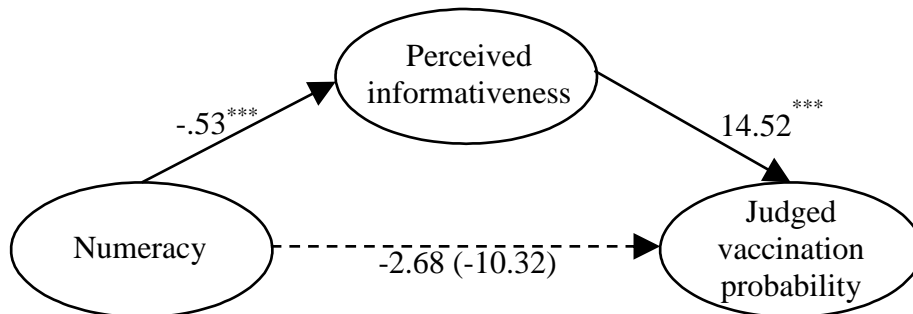 Perceived
informativeness
-.53***
14.52***
Numeracy
-2.68 (-10.32)
Judged
vaccination
probability